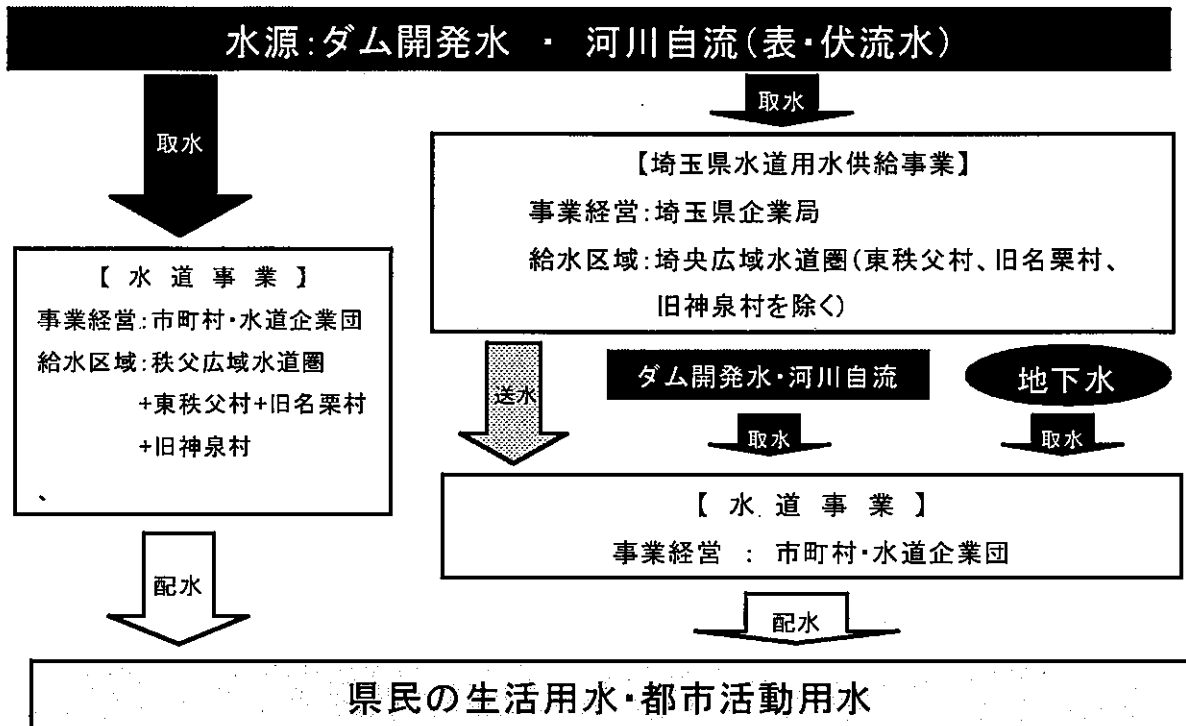 水源:ダム開発水 ・ 河川自流(表・伏流水)
取水
取水
【埼玉県水道用水供給事業】
事業経営:埼玉県企業局
給水区域:埼央広域水道圏(東秩父村、旧名栗村、
旧神泉村を除く)
【 水 道 事 業 】
事業経営:市町村・水道企業団
給水区域:秩父広域水道圏
+東秩父村+旧名栗村
+旧神泉村
、
送水
ダム開発水・河川自流
地下水
取水
取水
【 水 道 事 業 】
事業経営 : 市町村・水道企業団
配水
配水
県民の生活用水・都市活動用水